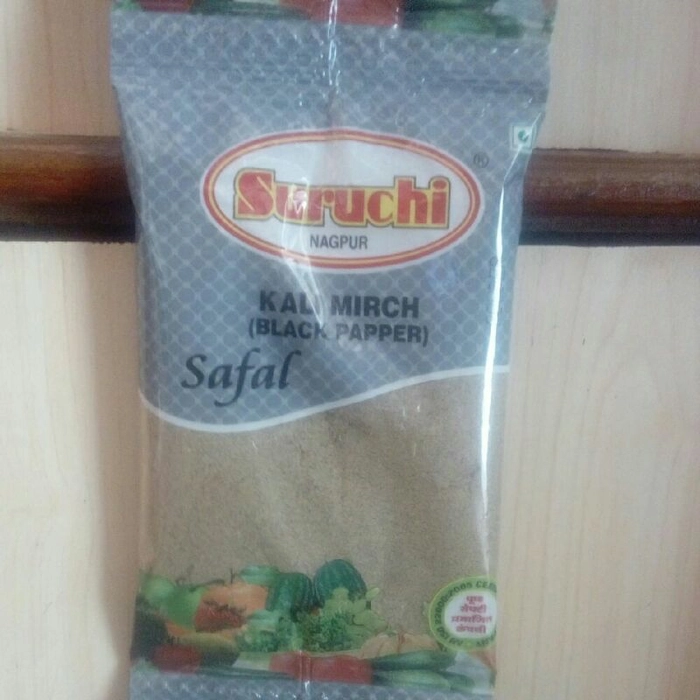 Suruchi
®
NAGPUR
KALI MIRCH
(BLACK PAPPER)
Safal